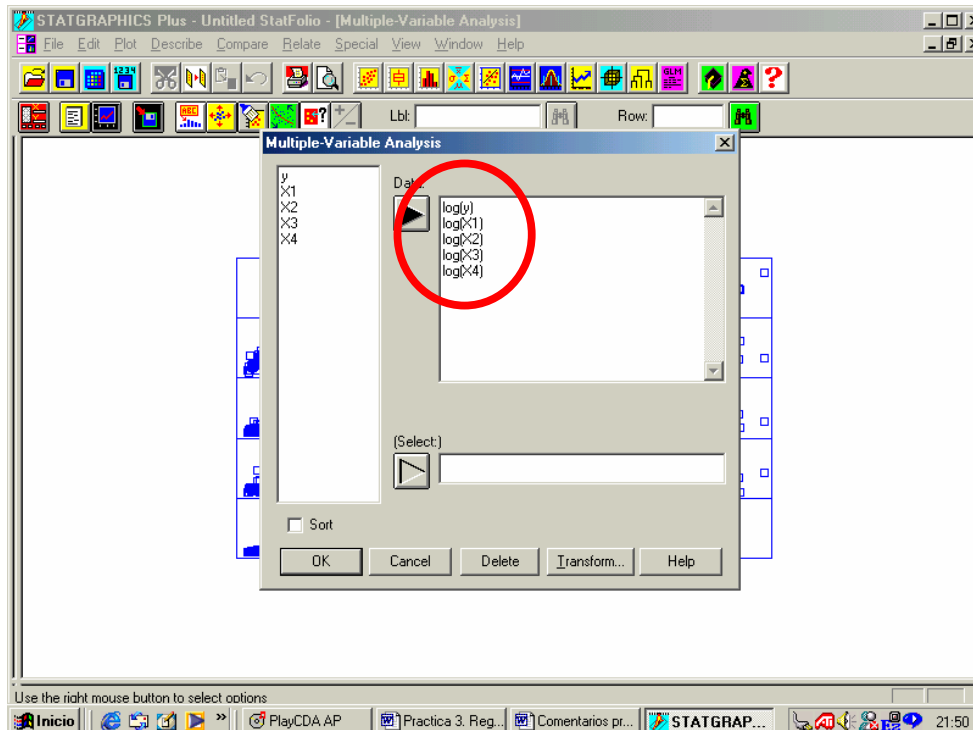 STATGRAPHICS Plus - Untitled StatFolio - [Multiple-Variable Analysis]
File Edit Plot Describe Compare Relate Special View Window Help
1234
GLM
ABC
Lbl:
Row:
Multiple-Variable Analysis
y
X1
X2
X3
X4
Data:
log(y)
log(X1)
log(X2)
log(X3)
log(X4)
(Select:)
Sort
OK Cancel Delete Transform... Help
Use the right mouse button to select options
Inicio » PlayCDA AP Practica 3. Reg... Comentarios pr... STATGRAP... 21:50